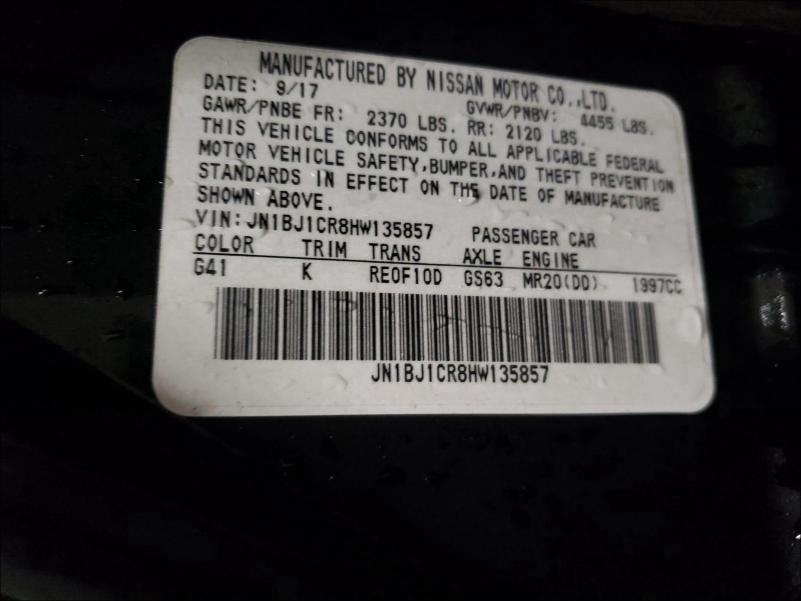 MANUFACTURED BY NISSAN MOTOR CO.,LTD.
DATE: 9/17 GVWR/PNBV: 4455 LBS.
GAWR/PNBE FR: 2370 LBS. RR: 2120 LBS.
THIS VEHICLE CONFORMS TO ALL APPLICABLE FEDERAL
MOTOR VEHICLE SAFETY,BUMPER,AND THEFT PREVENTION
STANDARDS IN EFFECT ON THE DATE OF MANUFACTURE
SHOWN ABOVE.
VIN: JN1BJ1CR8HW135857 PASSENGER CAR
COLOR TRIM TRANS AXLE ENGINE
G41 K RE0F10D GS63 MR20(DD) 1997CC
JN1BJ1CR8HW135857